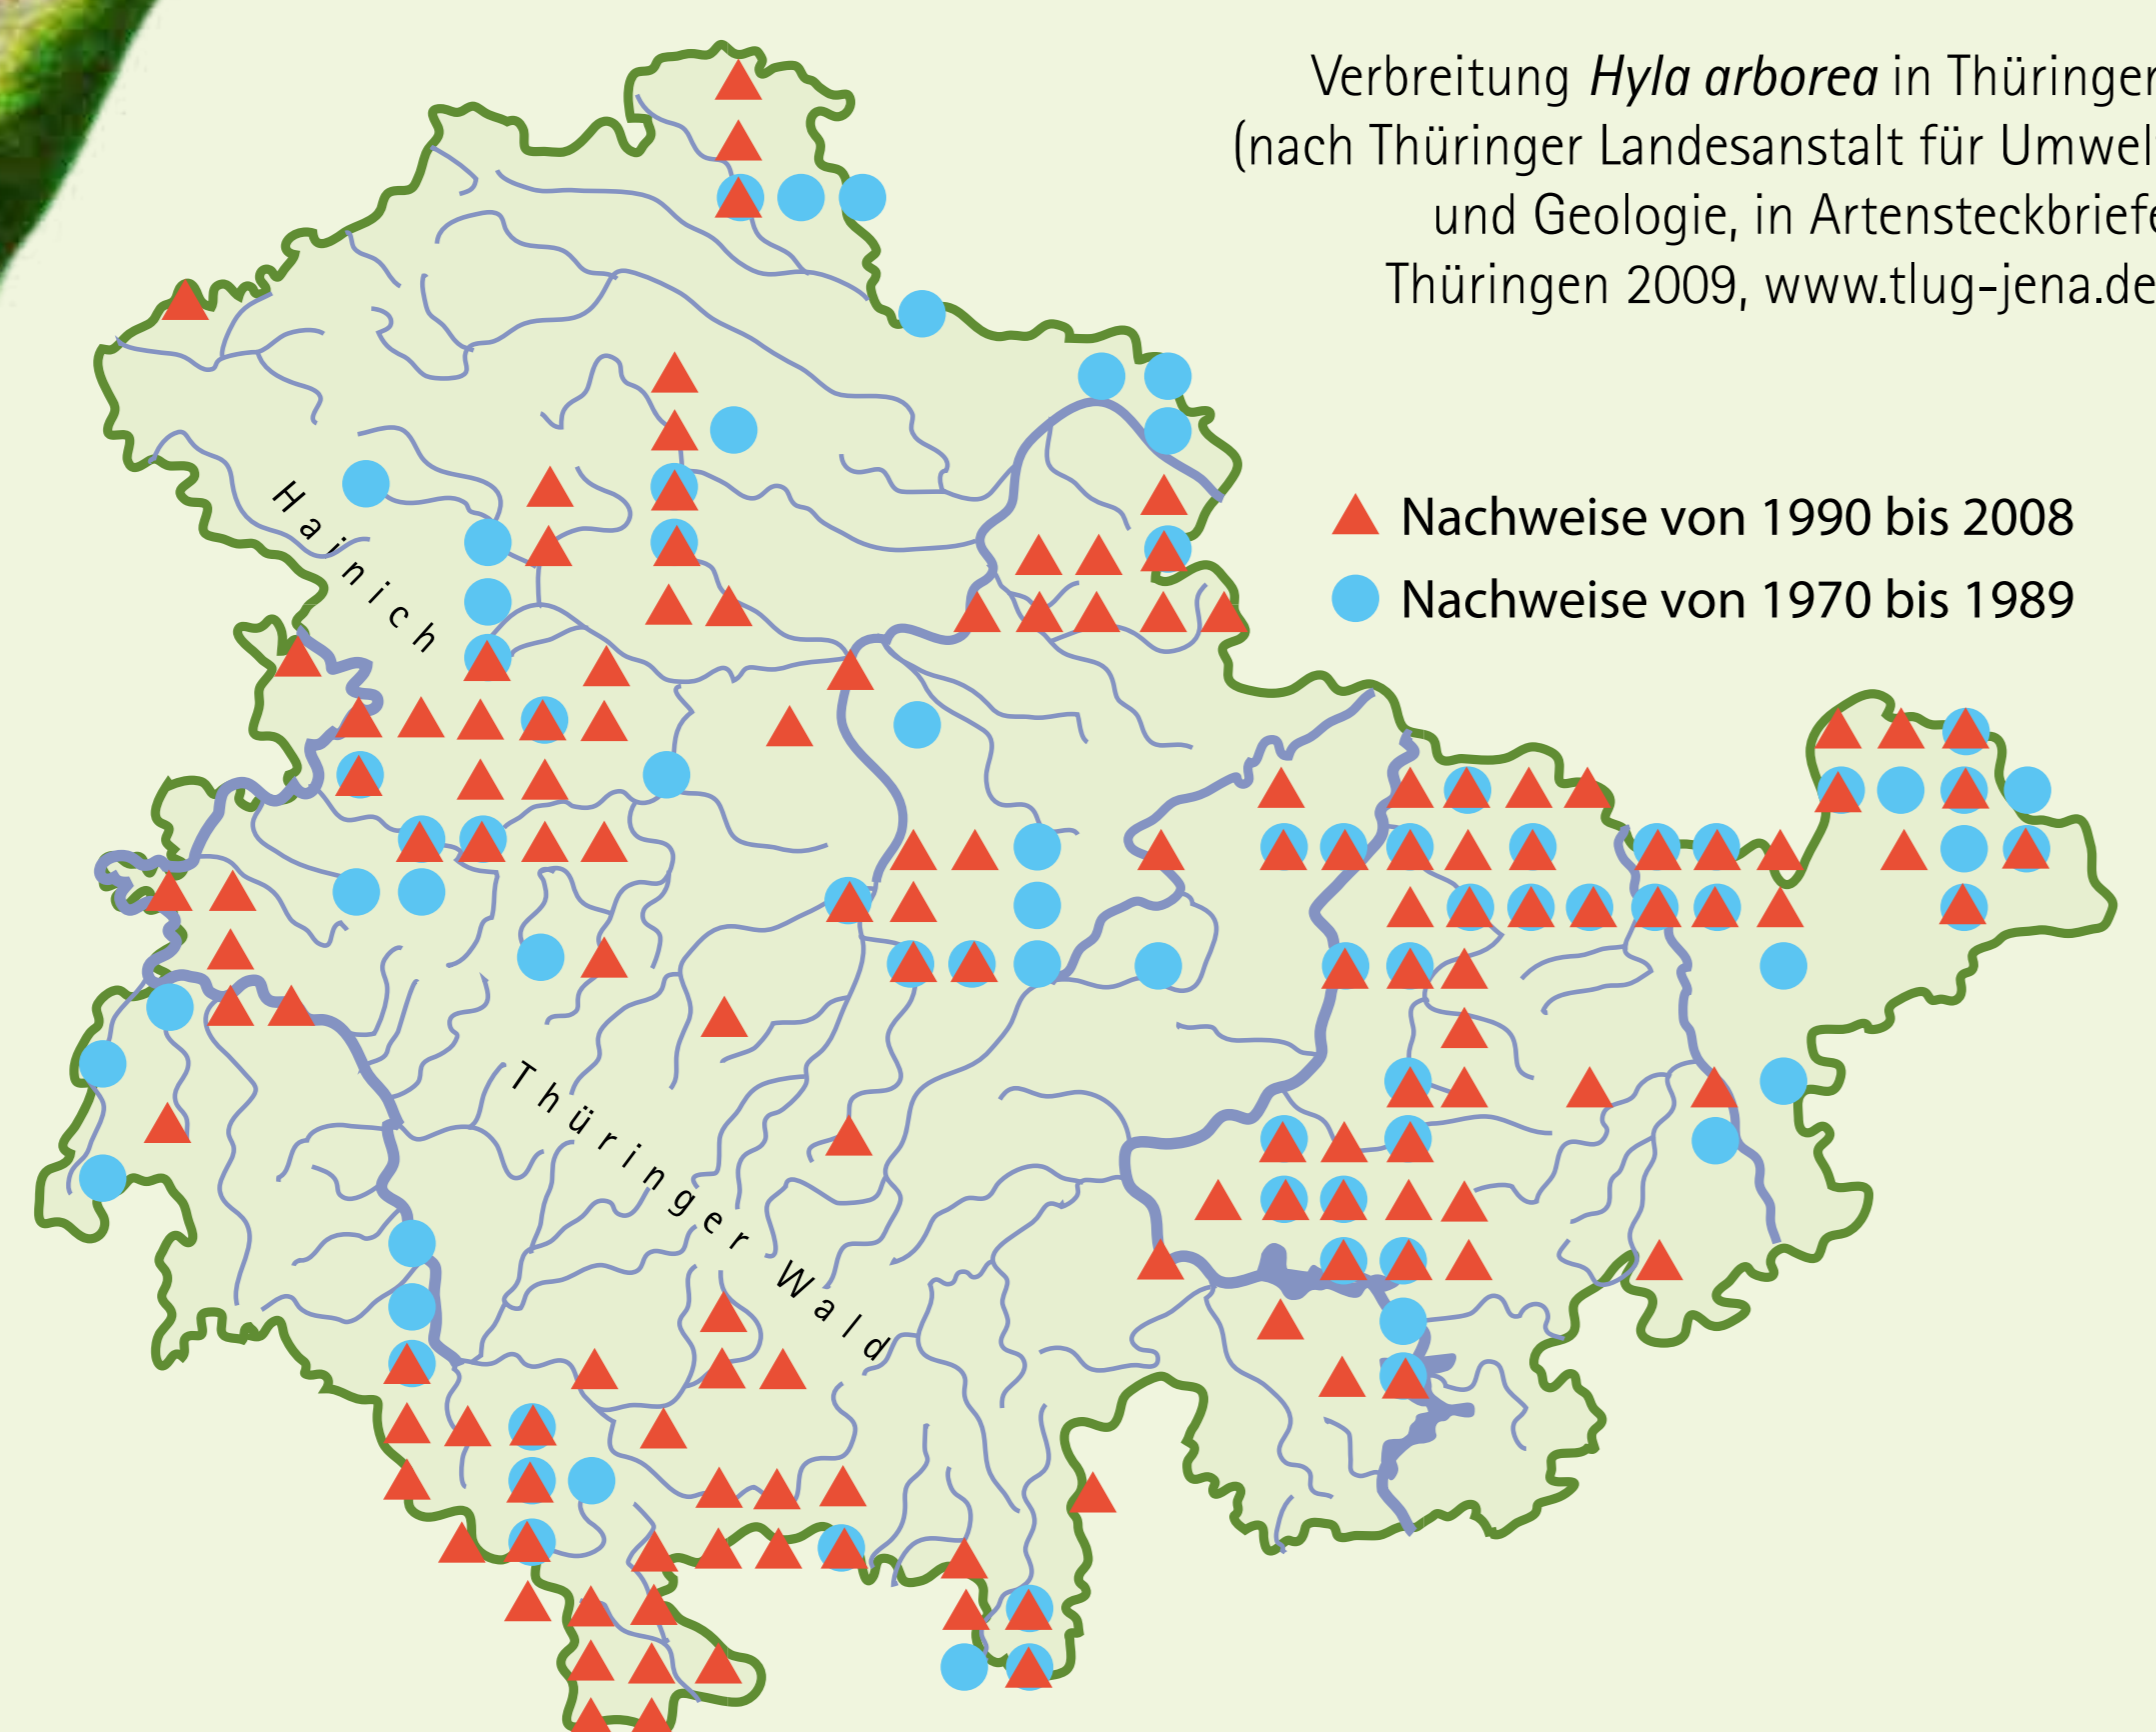 Verbreitung Hyla arborea in Thüringen
(nach Thüringer Landesanstalt für Umwel
und Geologie, in Artensteckbriefe
Thüringen 2009, www.tlug-jena.de
Nachweise von 1990 bis 2008
Nachweise von 1970 bis 1989
Hainich
Thüringer Wald